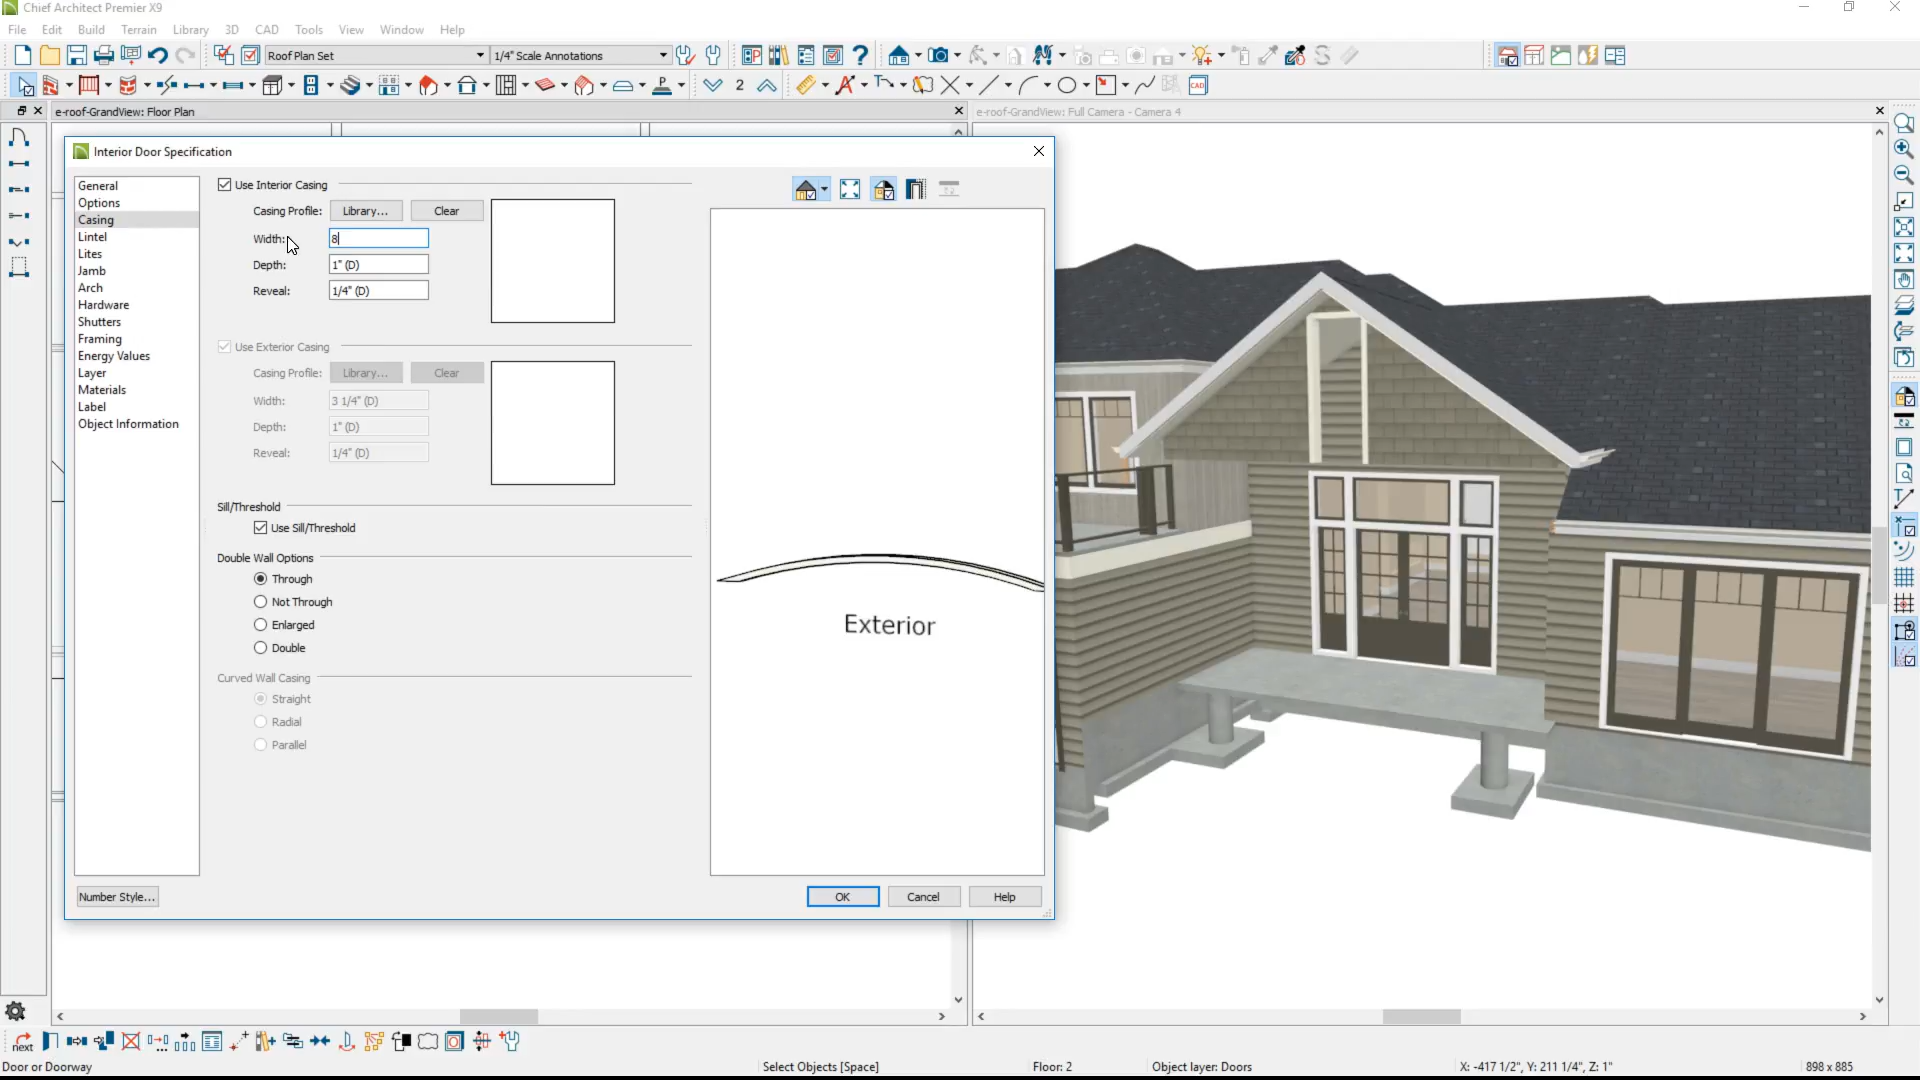 Chief Architect Premier X9
File Edit Build Terrain Library 3D CAD Tools View Window Help
Roof Plan Set
1/4" Scale Annotations
2
CAD
e-roof-GrandView: Floor Plan
e-roof-GrandView: Full Camera - Camera 4
Interior Door Specification
General
Options
Casing
Lintel
Lites
Jamb
Arch
Hardware
Shutters
Framing
Energy Values
Layer
Materials
Label
Object Information
Use Interior Casing
Casing Profile: Library... Clear
Width: 8
Depth: 1" (D)
Reveal: 1/4" (D)
Use Exterior Casing
Casing Profile: Library... Clear
Width: 3 1/4" (D)
Depth: 1" (D)
Reveal: 1/4" (D)
Sill/Threshold
Use Sill/Threshold
Double Wall Options
Through
Not Through
Enlarged
Double
Curved Wall Casing
Straight
Radial
Parallel
Exterior
Number Style...
OK
Cancel
Help
next
Door or Doorway
Select Objects [Space]
Floor: 2
Object layer: Doors
X: -417 1/2", Y: 211 1/4", Z: 1"
898 x 885